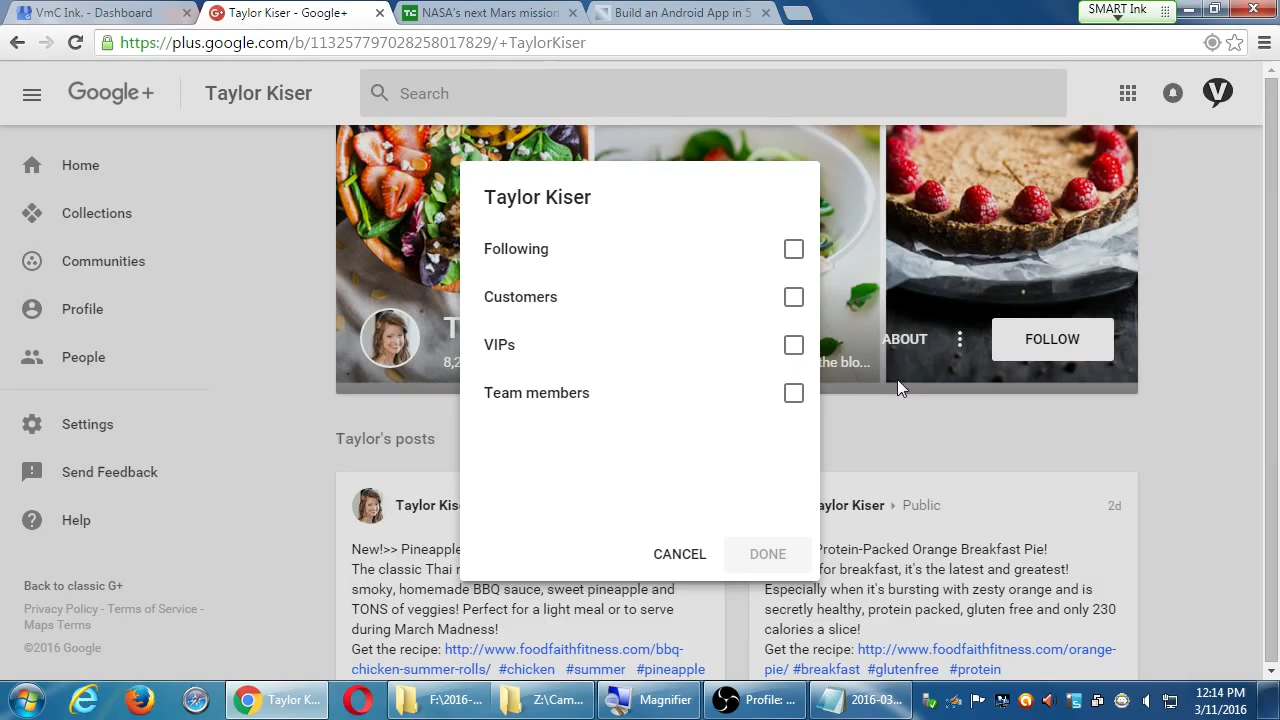 VmC Ink. - Dashboard
Taylor Kiser - Google+
NASA's next Mars mission
Build an Android App in 5
SMART Ink
https://plus.google.com/b/113257797028258017829/+TaylorKiser
Google+
Taylor Kiser
Search
Home
Collections
Communities
Profile
People
Settings
Send Feedback
Help
Back to classic G+
Privacy Policy - Terms of Service -
Maps Terms
©2016 Google
Taylor Kiser
Following
Customers
VIPs
Team members
CANCEL
DONE
T
8,2
the blo...
ABOUT
FOLLOW
Taylor's posts
Taylor Kise
New!>> Pineapple
The classic Thai r
smoky, homemade BBQ sauce, sweet pineapple and
TONS of veggies! Perfect for a light meal or to serve
during March Madness!
Get the recipe: http://www.foodfaithfitness.com/bbq-
chicken-summer-rolls/ #chicken #summer #pineapple
aylor Kiser
Public
2d
Protein-Packed Orange Breakfast Pie!
for breakfast, it's the latest and greatest!
Especially when it's bursting with zesty orange and is
secretly healthy, protein packed, gluten free and only 230
calories a slice!
Get the recipe: http://www.foodfaithfitness.com/orange-
pie/ #breakfast #glutenfree #protein
Taylor K...
F:\2016-...
Z:\Cam...
Magnifier
Profile: ...
2016-03...
12:14 PM
3/11/2016